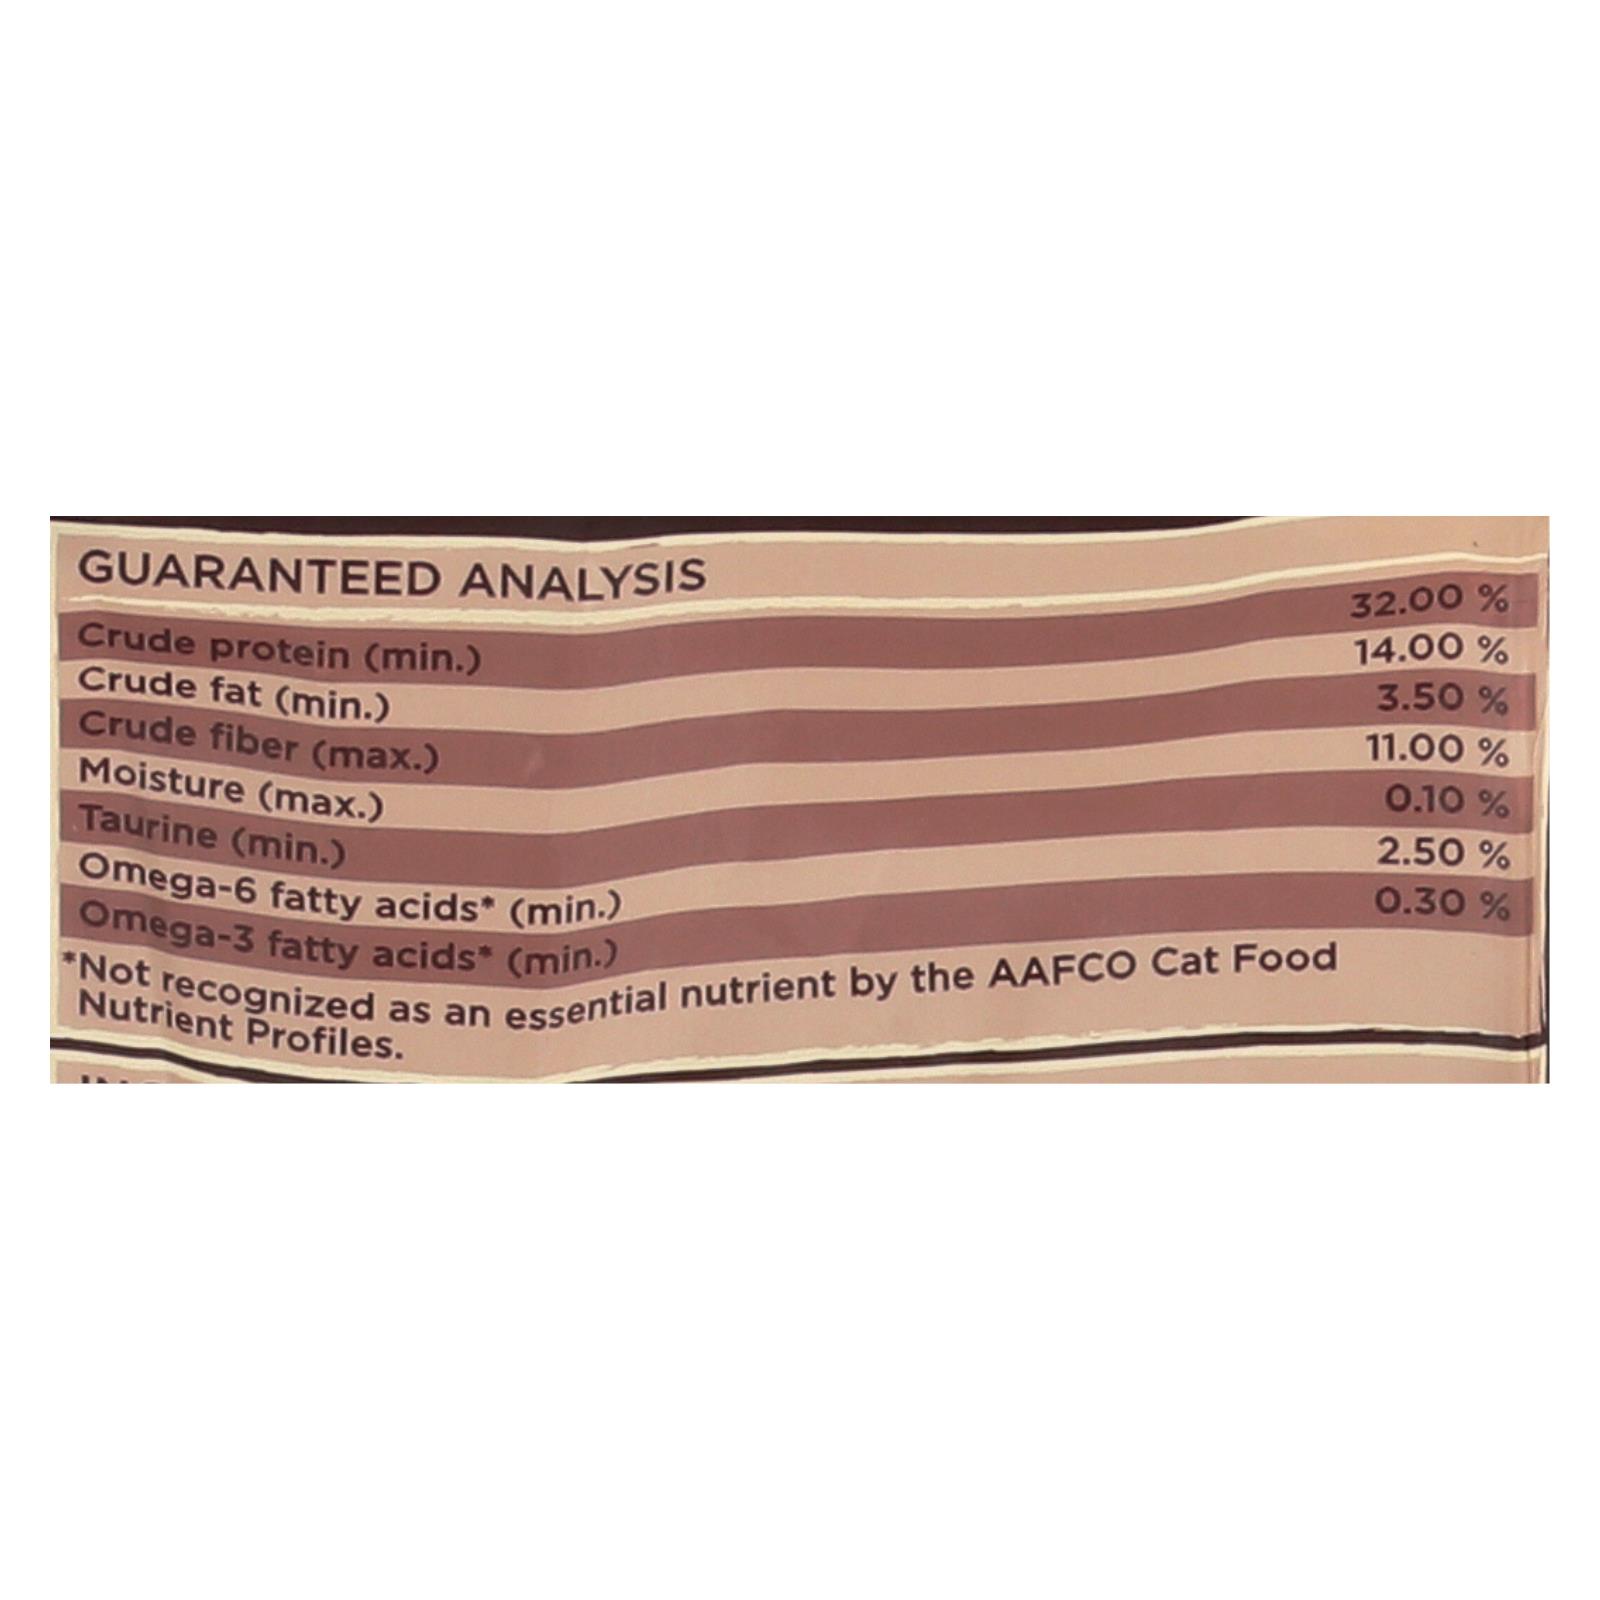 GUARANTEED ANALYSIS
Crude protein (min.) 32.00 %
Crude fat (min.) 14.00 %
Crude fiber (max.) 3.50 %
Moisture (max.) 11.00 %
Taurine (min.) 0.10 %
Omega-6 fatty acids* (min.) 2.50 %
Omega-3 fatty acids* (min.) 0.30 %
*Not recognized as an essential nutrient by the AAFCO Cat Food
Nutrient Profiles.